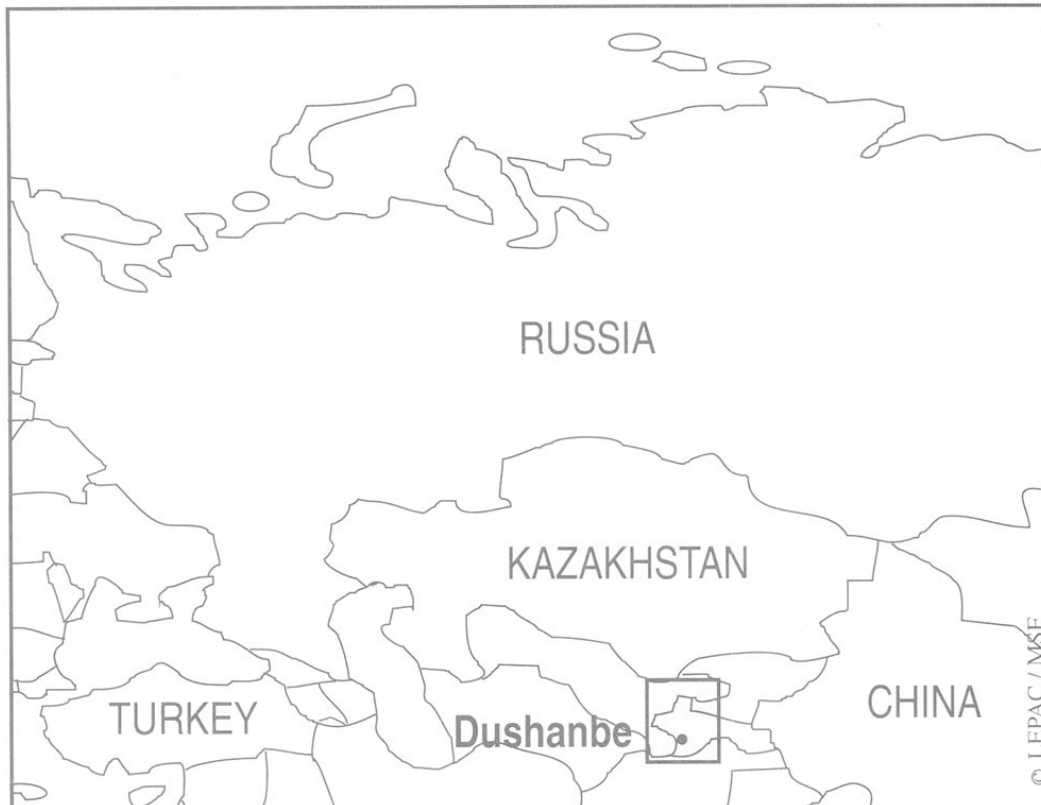 RUSSIA
KAZAKHSTAN
TURKEY
Dushanbe
CHINA
© LEPAC / MSF